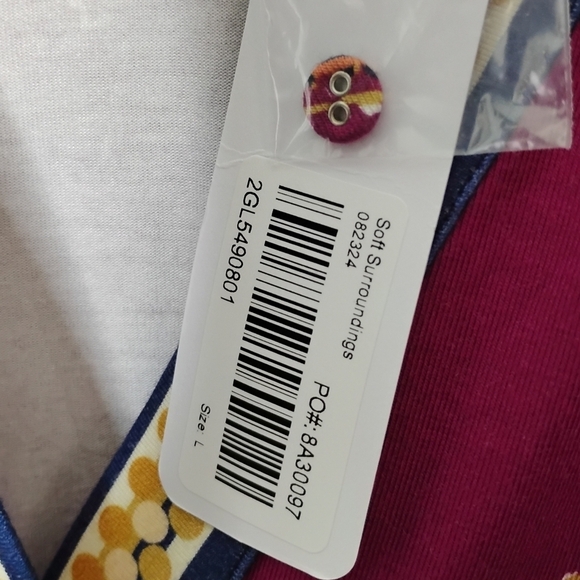 Soft Surroundings
082324
PO#: 8A30097
2GL5490801
Size: L